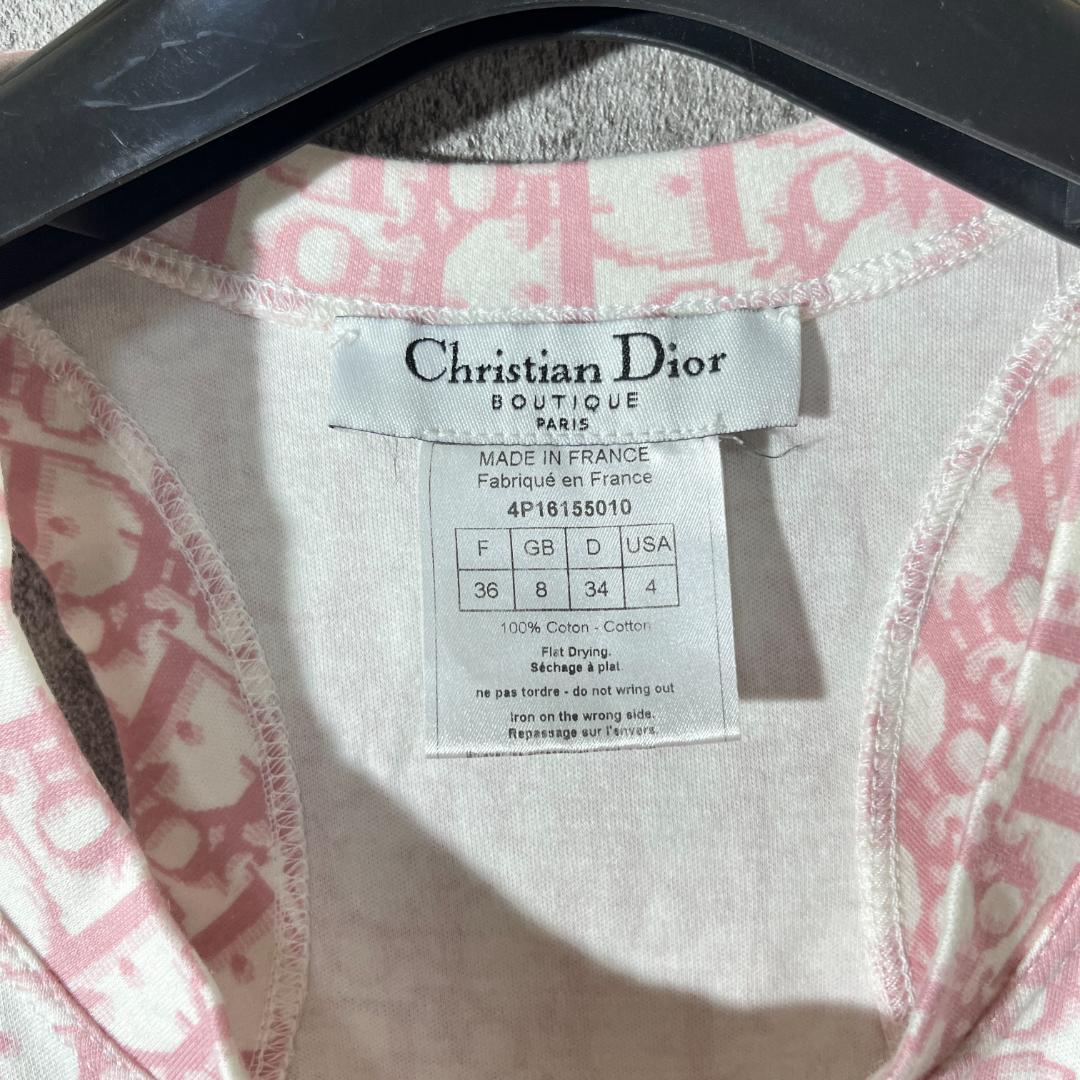 Christian Dior
BOUTIQUE
PARIS
MADE IN FRANCE
Fabriqué en France
4P16155010
F GB D USA
36 8 34 4
100% Coton - Cotton
Flat Drying.
Séchage à plat.
ne pas tordre - do not wring out
Iron on the wrong side.
Repassage sur l'envers.